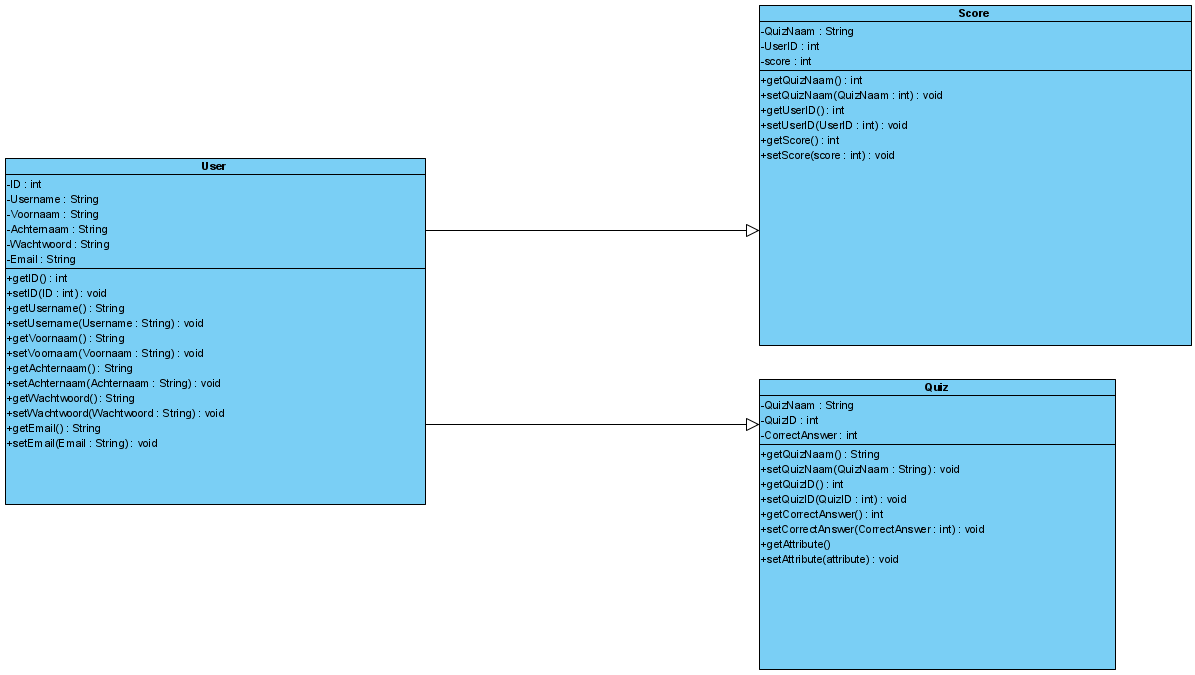 User
-ID : int
-Username : String
-Voornaam : String
-Achternaam : String
-Wachtwoord : String
-Email : String
+getID() : int
+setID(ID : int) : void
+getUsername() : String
+setUsername(Username : String) : void
+getVoornaam() : String
+setVoornaam(Voornaam : String) : void
+getAchternaam() : String
+setAchternaam(Achternaam : String) : void
+getWachtwoord() : String
+setWachtwoord(Wachtwoord : String) : void
+getEmail() : String
+setEmail(Email : String) : void
Score
-QuizNaam : String
-UserID : int
-score : int
+getQuizNaam() : int
+setQuizNaam(QuizNaam : int) : void
+getUserID() : int
+setUserID(UserID : int) : void
+getScore() : int
+setScore(score : int) : void
Quiz
-QuizNaam : String
-QuizID : int
-CorrectAnswer : int
+getQuizNaam() : String
+setQuizNaam(QuizNaam : String) : void
+getQuizID() : int
+setQuizID(QuizID : int) : void
+getCorrectAnswer() : int
+setCorrectAnswer(CorrectAnswer : int) : void
+getAttribute()
+setAttribute(attribute) : void